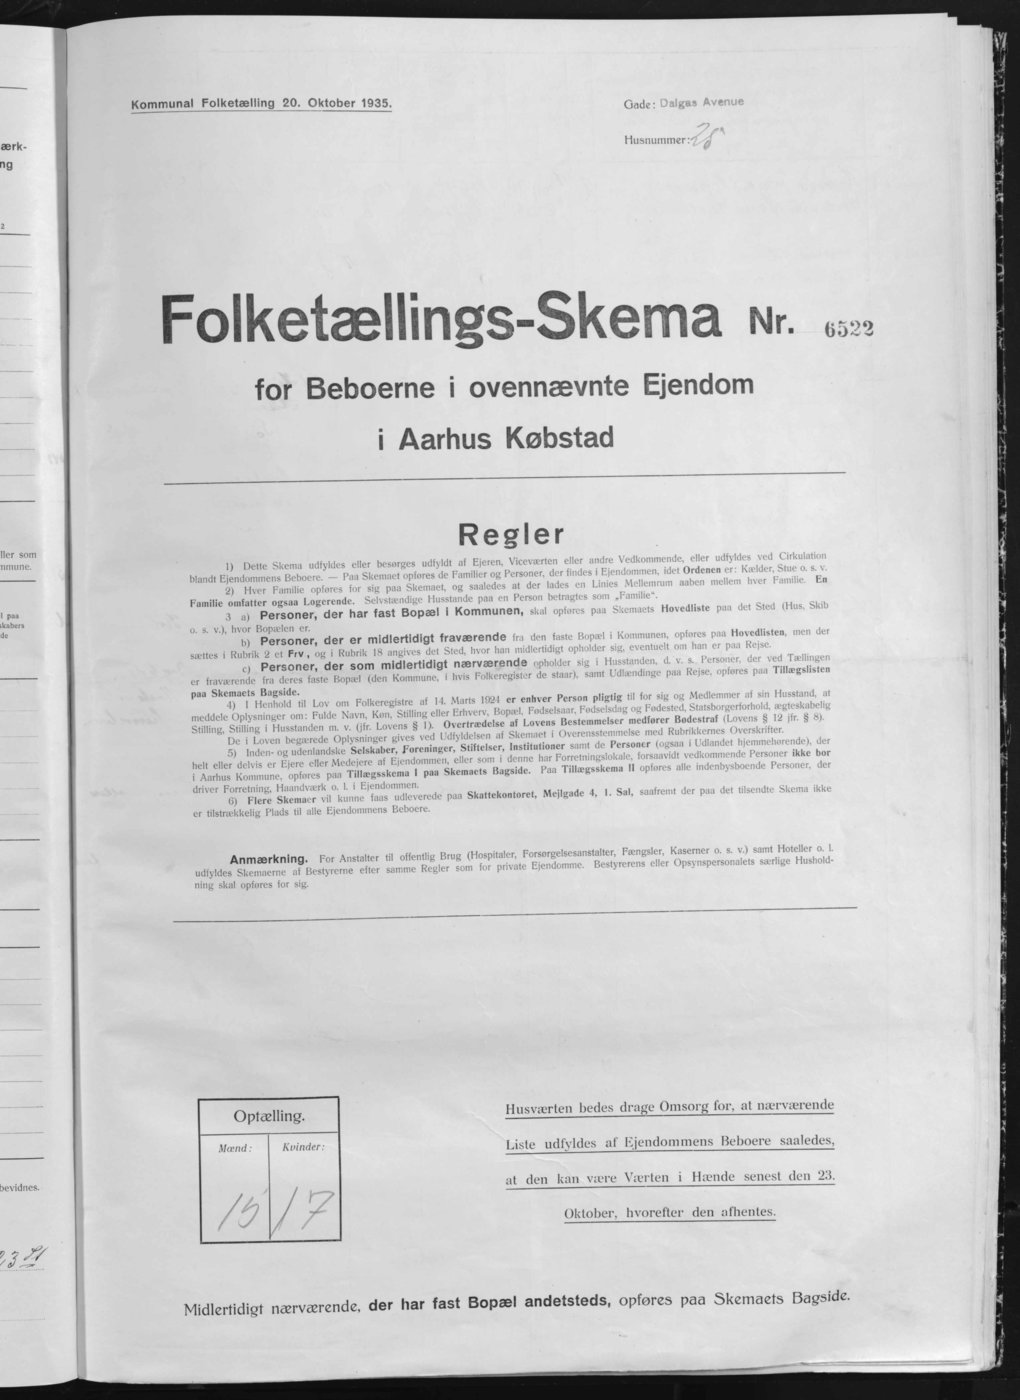 Kommunal Folketælling 20. Oktober 1935.
Gade: Dalgas Avenue
Husnummer: 28
Folketællings-Skema Nr. 6522
for Beboerne i ovennævnte Ejendom
i Aarhus Købstad
Regler
1) Dette Skema udfyldes eller besørges udfyldt af Ejeren, Viceværten eller andre Vedkommende, eller udfyldes ved Cirkulation
blandt Ejendommens Beboere. — Paa Skemaet opføres de Familier og Personer, der findes i Ejendommen, idet Ordenen er: Kælder, Stue o. s. v.
2) Hver Familie opføres for sig paa Skemaet, og saaledes at der lades en Linies Mellemrum aaben mellem hver Familie. En
Familie omfatter ogsaa Logerende. Selvstændige Husstande paa en Person betragtes som „Familie“.
3 a) Personer, der har fast Bopæl i Kommunen, skal opføres paa Skemaets Hovedliste paa det Sted (Hus, Skib
o. s. v.), hvor Bopælen er.
b) Personer, der er midlertidigt fraværende fra den faste Bopæl i Kommunen, opføres paa Hovedlisten, men der
sættes i Rubrik 2 et Frv, og i Rubrik 18 angives det Sted, hvor han midlertidigt opholder sig, eventuelt om han er paa Rejse.
c) Personer, der som midlertidigt nærværende opholder sig i Husstanden, d. v. s. Personer, der ved Tællingen
er fraværende fra deres faste Bopæl (den Kommune, i hvis Folkeregister de staar), samt Udlændinge paa Rejse, opføres paa Tillægslisten
paa Skemaets Bagside.
4) I Henhold til Lov om Folkeregistre af 14. Marts 1924 er enhver Person pligtig til for sig og Medlemmer af sin Husstand, at
meddele Oplysninger om: Fulde Navn, Køn, Stilling eller Erhverv, Bopæl, Fødselsaar, Fødselsdag og Fødested, Statsborgerforhold, ægteskabelig
Stilling, Stilling i Husstanden m. v. (jfr. Lovens § 1). Overtrædelse af Lovens Bestemmelser medfører Bødestraf (Lovens § 12 jfr. § 8).
De i Loven begærede Oplysninger gives ved Udfyldelsen af Skemaet i Overensstemmelse med Rubrikkernes Overskrifter.
5) Inden- og udenlandske Selskaber, Foreninger, Stiftelser, Institutioner samt de Personer (ogsaa i Udlandet hjemmehørende), der
helt eller delvis er Ejere eller Medejere af Ejendommen, eller som i denne har Forretningslokale, forsaavidt vedkommende Personer ikke bor
i Aarhus Kommune, opføres paa Tillægsskema I paa Skemaets Bagside. Paa Tillægsskema II opføres alle indenbysboende Personer, der
driver Forretning, Haandværk o. l. i Ejendommen.
6) Flere Skemaer vil kunne faas udleverede paa Skattekontoret, Mejlgade 4, 1. Sal, saafremt der paa det tilsendte Skema ikke
er tilstrækkelig Plads til alle Ejendommens Beboere.
Anmærkning. For Anstalter til offentlig Brug (Hospitaler, Forsørgelsesanstalter, Fængsler, Kaserner o. s. v.) samt Hoteller o. l.
udfyldes Skemaerne af Bestyrerne efter samme Regler som for private Ejendomme. Bestyrerens eller Opsynspersonalets særlige Hushold-
ning skal opføres for sig.
Optælling.
Mænd: Kvinder:
15 17
Husværten bedes drage Omsorg for, at nærværende
Liste udfyldes af Ejendommens Beboere saaledes,
at den kan være Værten i Hænde senest den 23.
Oktober, hvorefter den afhentes.
Midlertidigt nærværende, der har fast Bopæl andetsteds, opføres paa Skemaets Bagside.
ærk-
ng
2
ller som
mmune.
l paa
skabers
de
bevidnes.